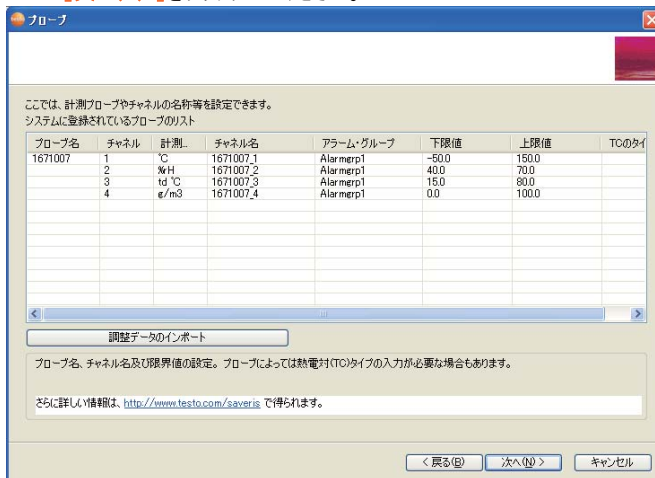 プローブ
ここでは、計測プローブやチャネルの名称等を設定できます。
システムに登録されているプローブのリスト
プローブ名 チャネル 計測... チャネル名 アラーム・グループ 下限値 上限値 TCのタイ
1671007 1 ℃ 1671007_1 Alarmgrp1 -50.0 150.0
2 %rH 1671007_2 Alarmgrp1 40.0 70.0
3 td ℃ 1671007_3 Alarmgrp1 15.0 80.0
4 g/m3 1671007_4 Alarmgrp1 0.0 100.0
調整データのインポート
プローブ名、チャネル名及び限界値の設定。プローブによっては熱電対(TC)タイプの入力が必要な場合もあります。
さらに詳しい情報は、http://www.testo.com/saveris で得られます。
< 戻る(B) 次へ(N) > キャンセル